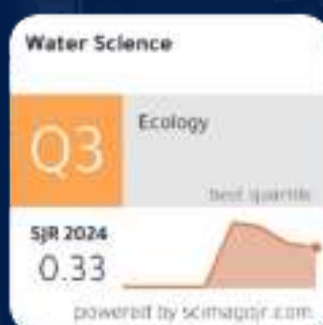 Water Science
Q3
Ecology
best quartile
SJR 2024
0.33
powered by scimagojr.com